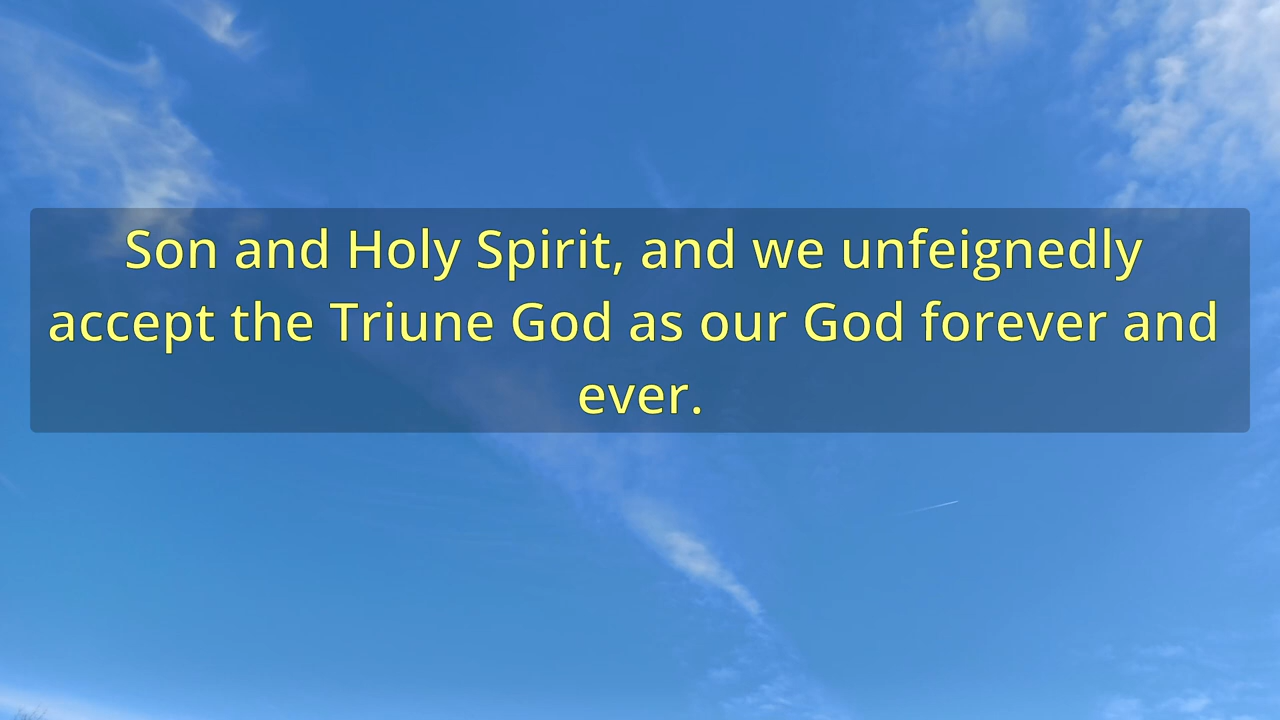 Son and Holy Spirit, and we unfeignedly
accept the Triune God as our God forever and
ever.